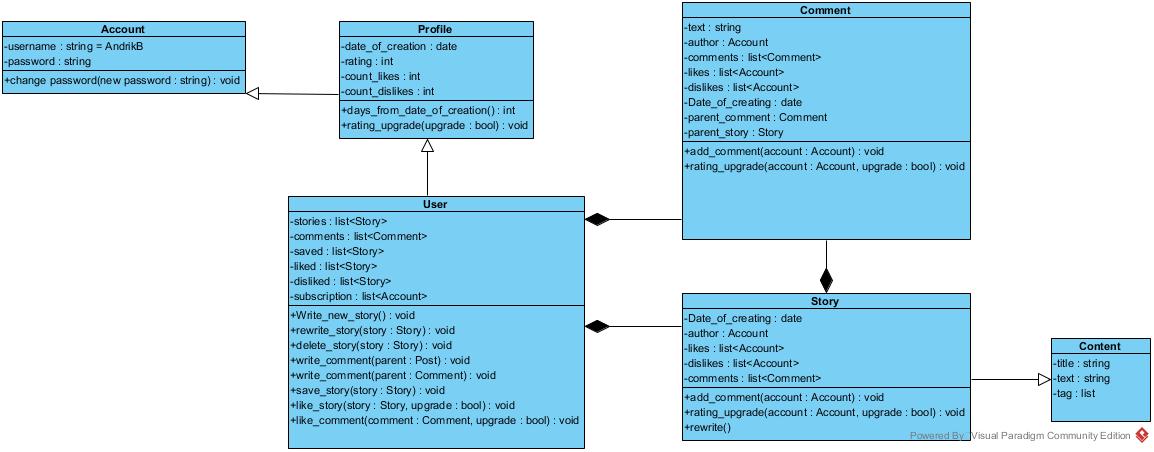 Account
-username : string = AndrikB
-password : string
+change password(new password : string) : void
Profile
-date_of_creation : date
-rating : int
-count_likes : int
-count_dislikes : int
+days_from_date_of_creation() : int
+rating_upgrade(upgrade : bool) : void
Comment
-text : string
-author : Account
-comments : list<Comment>
-likes : list<Account>
-dislikes : list<Account>
-Date_of_creating : date
-parent_comment : Comment
-parent_story : Story
+add_comment(account : Account) : void
+rating_upgrade(account : Account, upgrade : bool) : void
User
-stories : list<Story>
-comments : list<Comment>
-saved : list<Story>
-liked : list<Story>
-disliked : list<Story>
-subscription : list<Account>
+Write_new_story() : void
+rewrite_story(story : Story) : void
+delete_story(story : Story) : void
+write_comment(parent : Post) : void
+write_comment(parent : Comment) : void
+save_story(story : Story) : void
+like_story(story : Story, upgrade : bool) : void
+like_comment(comment : Comment, upgrade : bool) : void
Story
-Date_of_creating : date
-author : Account
-likes : list<Account>
-dislikes : list<Account>
-comments : list<Comment>
+add_comment(account : Account) : void
+rating_upgrade(account : Account, upgrade : bool) : void
+rewrite()
Content
-title : string
-text : string
-tag : list
Powered By : Visual Paradigm Community Edition